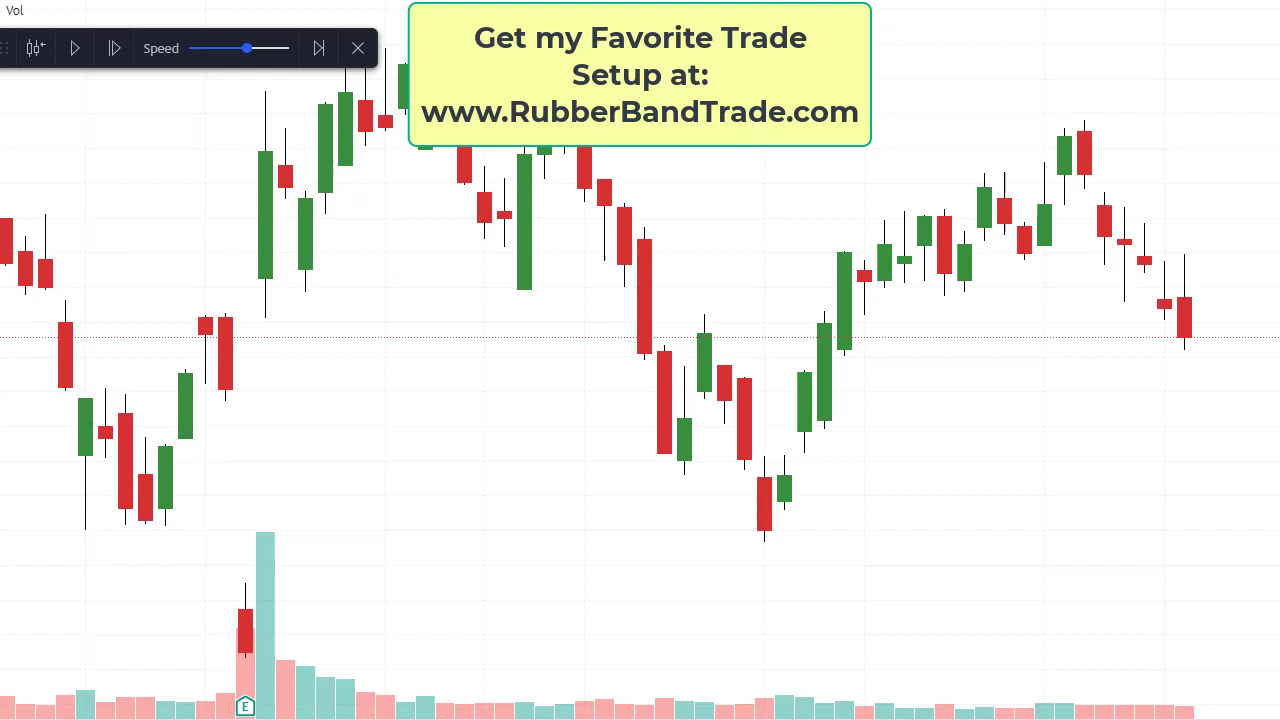 Vol
Speed
Get my Favorite Trade
Setup at:
www.RubberBandTrade.com
E